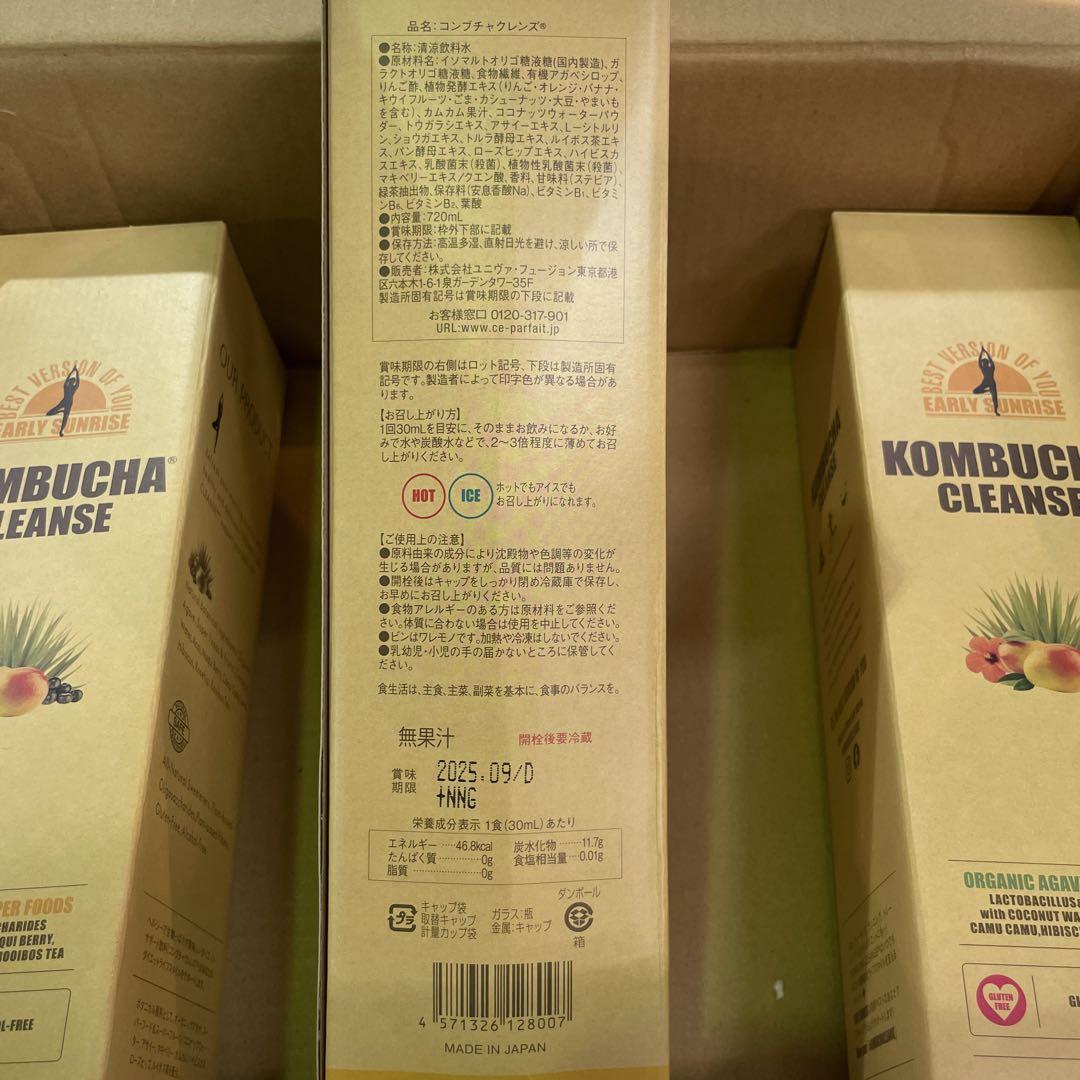 品名:コンブチャクレンズ®
●名称:清涼飲料水
●原材料名:イソマルトオリゴ糖液糖(国内製造)、ガ
ラクトオリゴ糖液糖、食物繊維、有機アガベシロップ、
りんご酢、植物発酵エキス(りんご・オレンジ・バナナ・
キウイフルーツ・ごま・カシューナッツ・大豆・やまいも
を含む)、カムカム果汁、ココナッツウォーターパウ
ダー、トウガラシエキス、アサイーエキス、L-シトルリ
ン、ショウガエキス、トルラ酵母エキス、ルイボス茶エキ
ス、パン酵母エキス、ローズヒップエキス、ハイビスカ
スエキス、乳酸菌末(殺菌)、植物性乳酸菌末(殺菌)、
マキベリーエキス/クエン酸、香料、甘味料(ステビア)、
緑茶抽出物、保存料(安息香酸Na)、ビタミンB₁、ビタミ
ンB₆、ビタミンB₂、葉酸
●内容量:720mL
●賞味期限:枠外下部に記載
●保存方法:高温多湿、直射日光を避け、涼しい所で保
存してください。
●販売者:株式会社ユニヴァ・フュージョン東京都港
区六本木1-6-1泉ガーデンタワー35F
製造所固有記号は賞味期限の下段に記載
お客様窓口 0120-317-901
URL:www.ce-parfait.jp
賞味期限の右側はロット記号、下段は製造所固有
記号です。製造者によって印字色が異なる場合があ
ります。
【お召し上がり方】
1回30mLを目安に、そのままお飲みになるか、お好
みで水や炭酸水などで、2〜3倍程度に薄めてお召
し上がりください。
HOT ICE ホットでもアイスでも
お召し上がりになれます。
【ご使用上の注意】
●原料由来の成分により沈殿物や色調等の変化が
生じる場合がありますが、品質には問題ありません。
●開栓後はキャップをしっかり閉め冷蔵庫で保存し、
お早めにお召し上がりください。
●食物アレルギーのある方は原材料をご参照くだ
さい。体質に合わない場合は使用を中止してください。
●ビンはワレモノです。加熱や冷凍はしないでください。
●乳幼児・小児の手の届かないところに保管してく
ださい。
食生活は、主食、主菜、副菜を基本に、食事のバランスを。
無果汁 開栓後要冷蔵
賞味期限 2025.09/D
+NNG
栄養成分表示 1食(30mL)あたり
エネルギー……46.8kcal 炭水化物……11.7g
たんぱく質……0g 食塩相当量…0.01g
脂質……0g
プラ キャップ袋 取替キャップ 計量カップ袋
ガラス:瓶 金属:キャップ
ダンボール 箱
4 571326 128007
MADE IN JAPAN
BEST VERSION OF YOU
EARLY SUNRISE
MBUCHA®
LEANSE
OUR PRODUCT
PER FOODS
CHARIDES
QUI BERY,
ROOIBOS TEA
OL-FREE
BEST VERSION OF YOU
EARLY SUNRISE
KOMBUCH
CLEANSE
ORGANIC AGAV
LACTOBACILLUS
with COCONUT WA
CAMU CAMU,HIBISC
GLUTEN
FREE